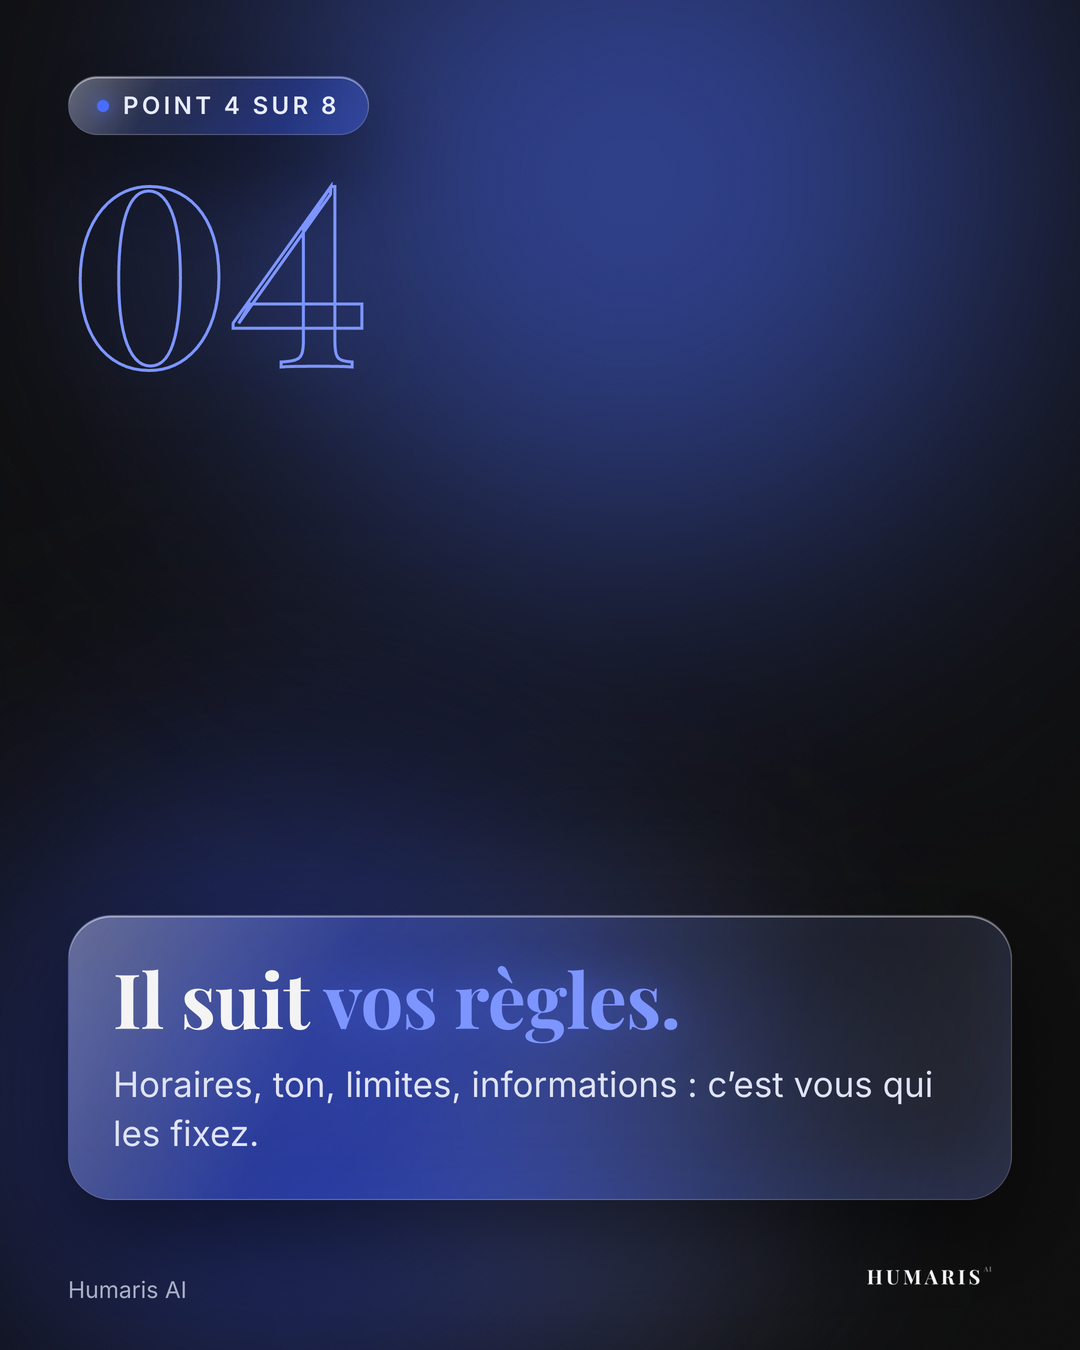 POINT 4 SUR 8
04
Il suit vos règles.
Horaires, ton, limites, informations : c’est vous qui
les fixez.
Humaris AI
HUMARIS AI